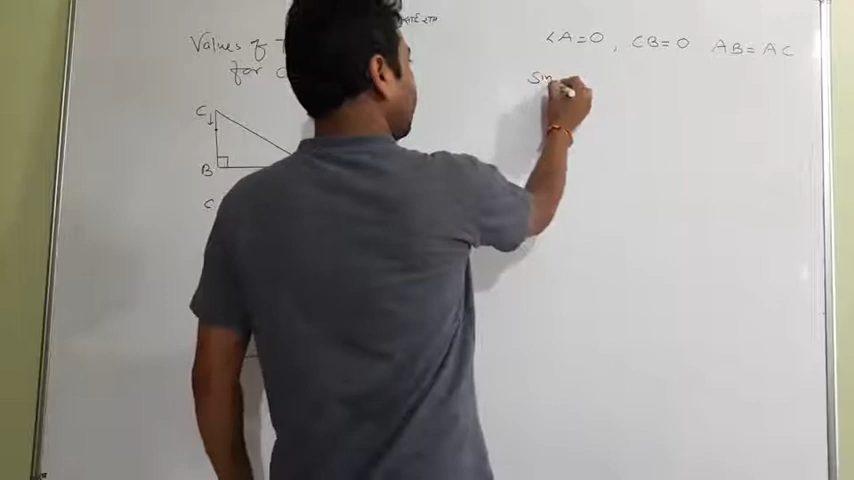 Values of
for
∠A=0, CB=0 AB=AC
Sin
C
B
C